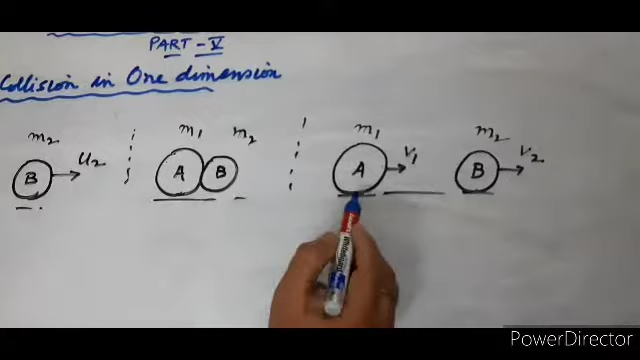 PART - V
Collision in One dimension
m₂ m₁ m₂ m₁ m₂
B U₂ A B A V₁ B V₂
PowerDirector